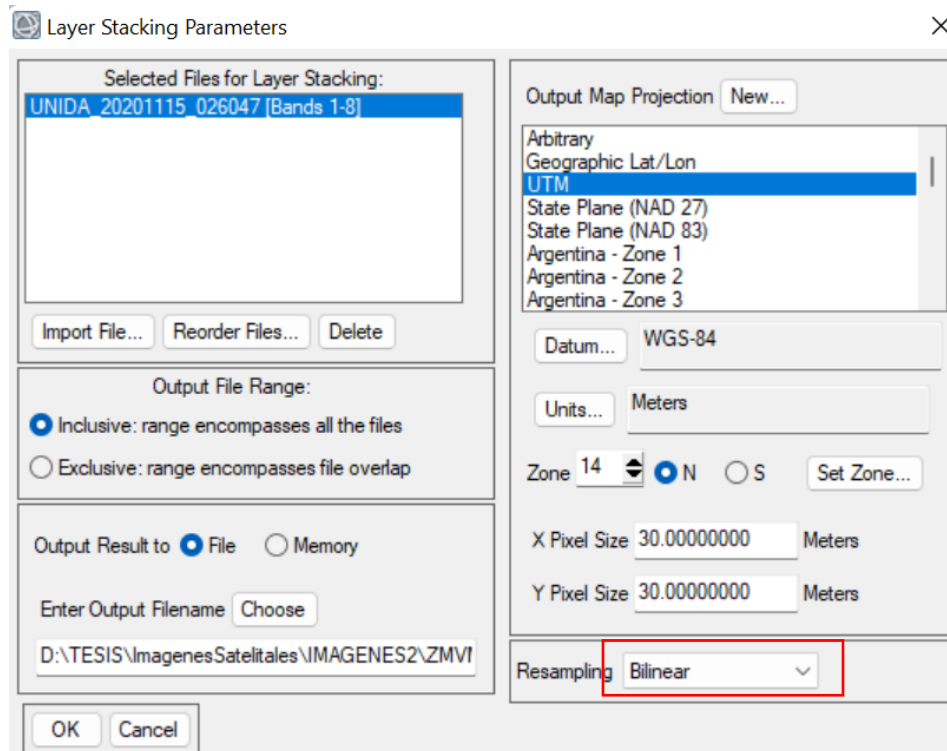 Layer Stacking Parameters
Selected Files for Layer Stacking:
UNIDA_20201115_026047 [Bands 1-8]
Import File... Reorder Files... Delete
Output File Range:
Inclusive: range encompasses all the files
Exclusive: range encompasses file overlap
Output Result to File Memory
Enter Output Filename Choose
D:\TESIS\ImagenesSatelitales\IMAGENES2\ZMVM
OK Cancel
Output Map Projection New...
Arbitrary
Geographic Lat/Lon
UTM
State Plane (NAD 27)
State Plane (NAD 83)
Argentina - Zone 1
Argentina - Zone 2
Argentina - Zone 3
Datum... WGS-84
Units... Meters
Zone 14 N S Set Zone...
X Pixel Size 30.00000000 Meters
Y Pixel Size 30.00000000 Meters
Resampling Bilinear